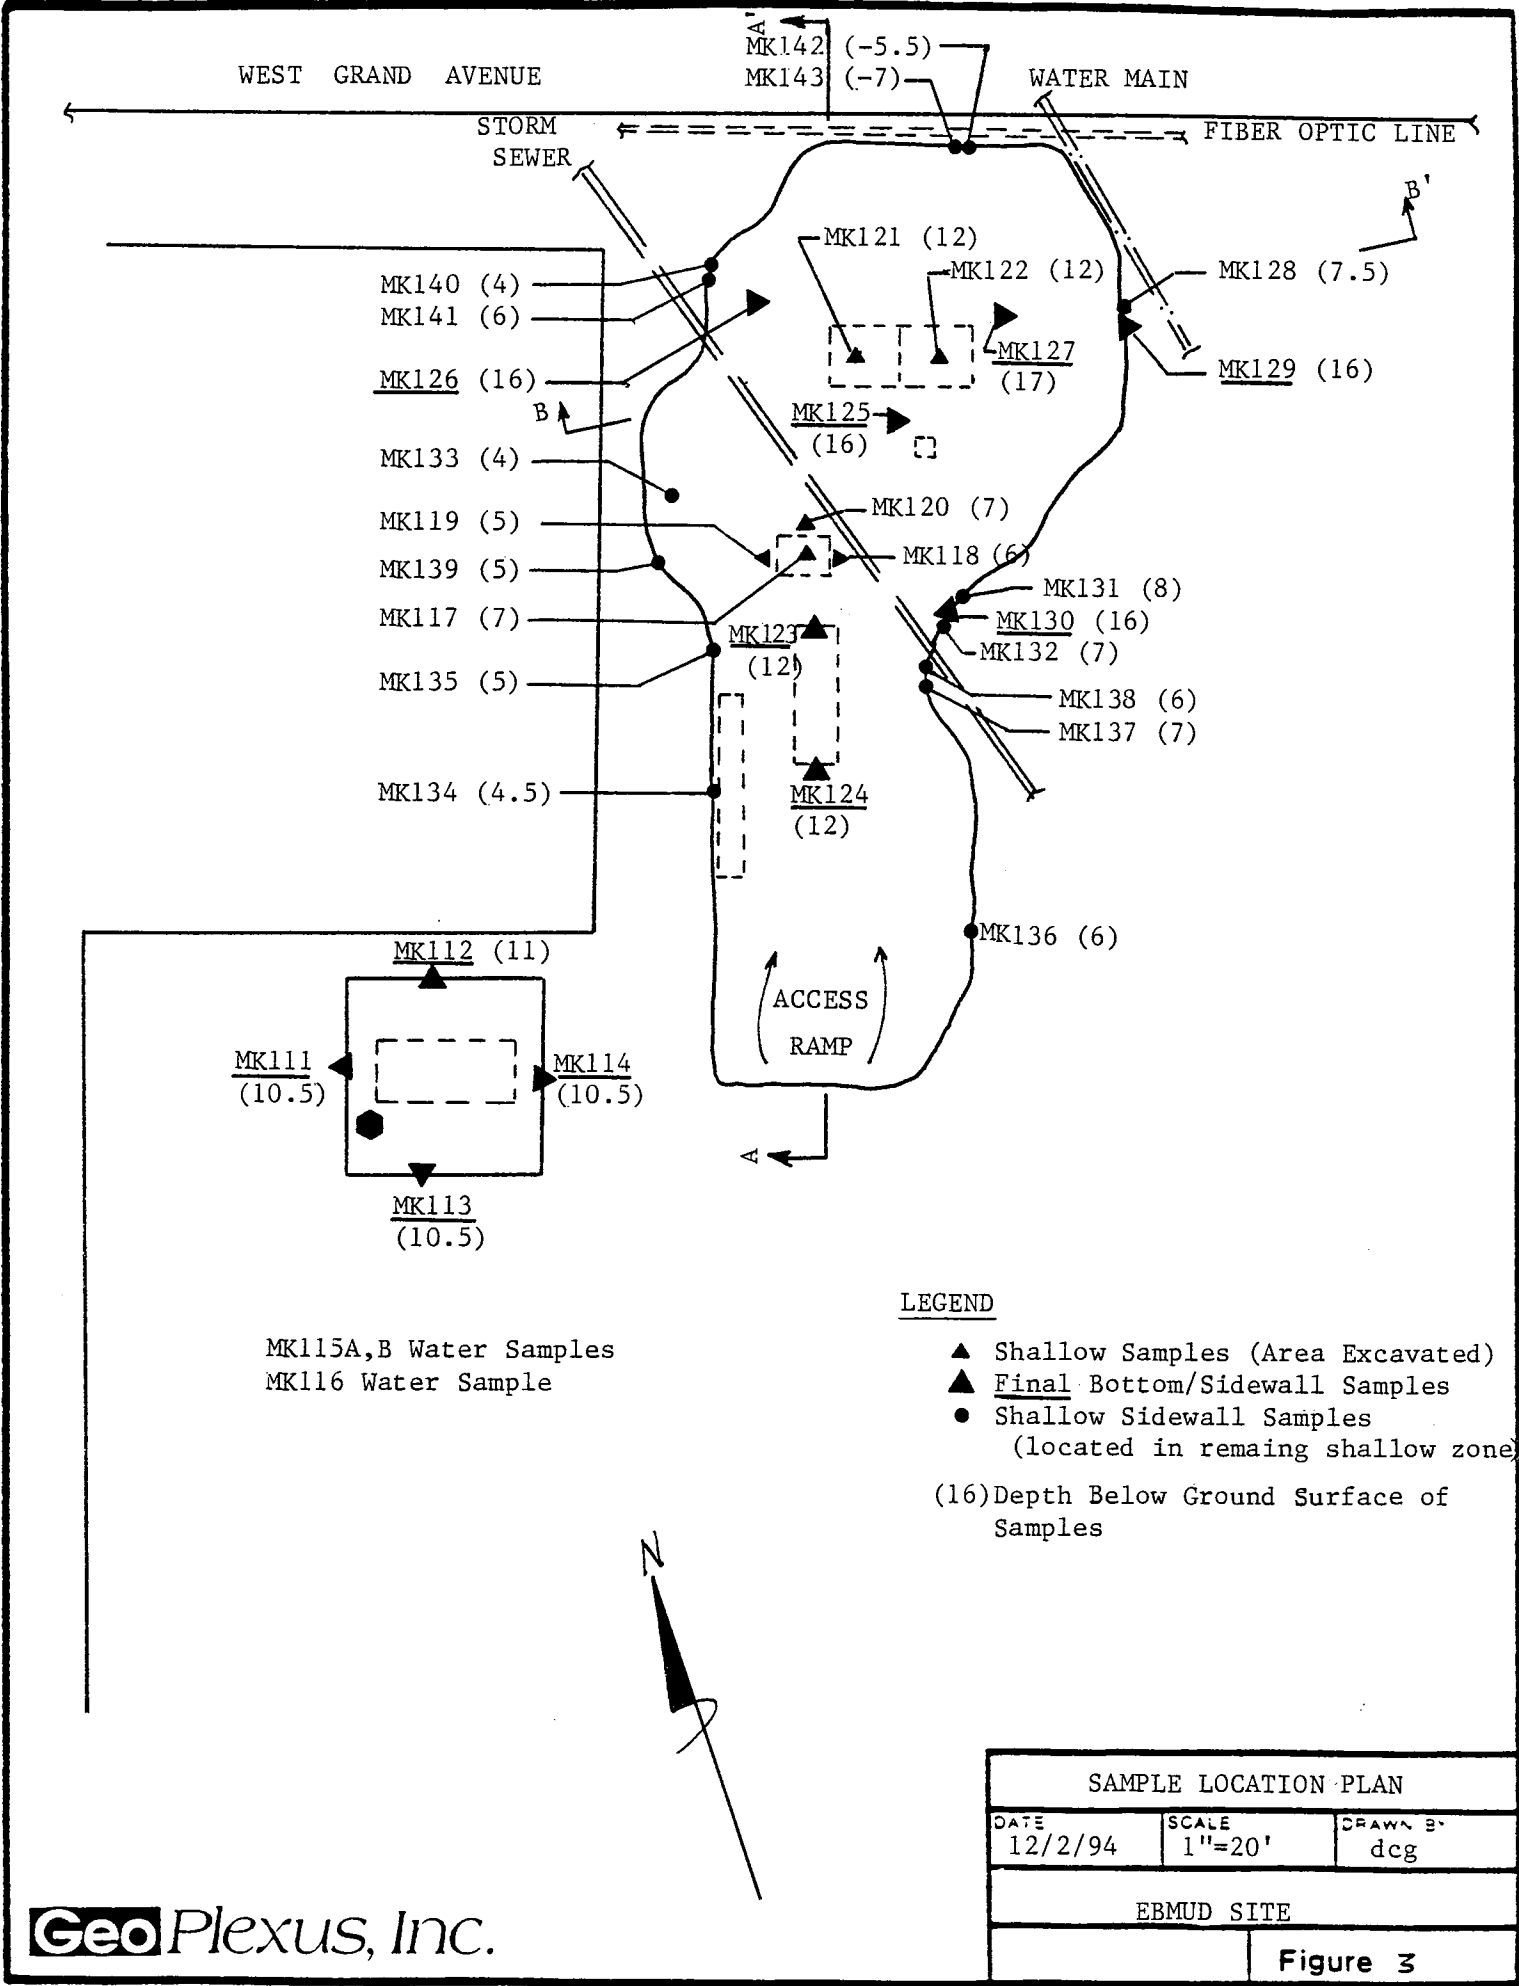 A'
MK142 (-5.5)
WEST GRAND AVENUE
MK143 (-7)
WATER MAIN
STORM
SEWER
FIBER OPTIC LINE
B'
MK121 (12)
MK122 (12)
MK128 (7.5)
MK140 (4)
MK141 (6)
MK127
(17)
MK126 (16)
MK129 (16)
B
MK125
(16)
MK133 (4)
MK120 (7)
MK119 (5)
MK118 (6)
MK139 (5)
MK131 (8)
MK117 (7)
MK130 (16)
MK123
(12)
MK132 (7)
MK135 (5)
MK138 (6)
MK137 (7)
MK134 (4.5)
MK124
(12)
MK136 (6)
MK112 (11)
ACCESS
RAMP
MK111
(10.5)
MK114
(10.5)
A
MK113
(10.5)
LEGEND
MK115A,B Water Samples
MK116 Water Sample
Shallow Samples (Area Excavated)
Final Bottom/Sidewall Samples
Shallow Sidewall Samples
(located in remaing shallow zone)
(16) Depth Below Ground Surface of
Samples
N
SAMPLE LOCATION PLAN
DATE
12/2/94
SCALE
1"=20'
DRAWN BY
dcg
EBMUD SITE
Figure 3
GeoPlexus, Inc.